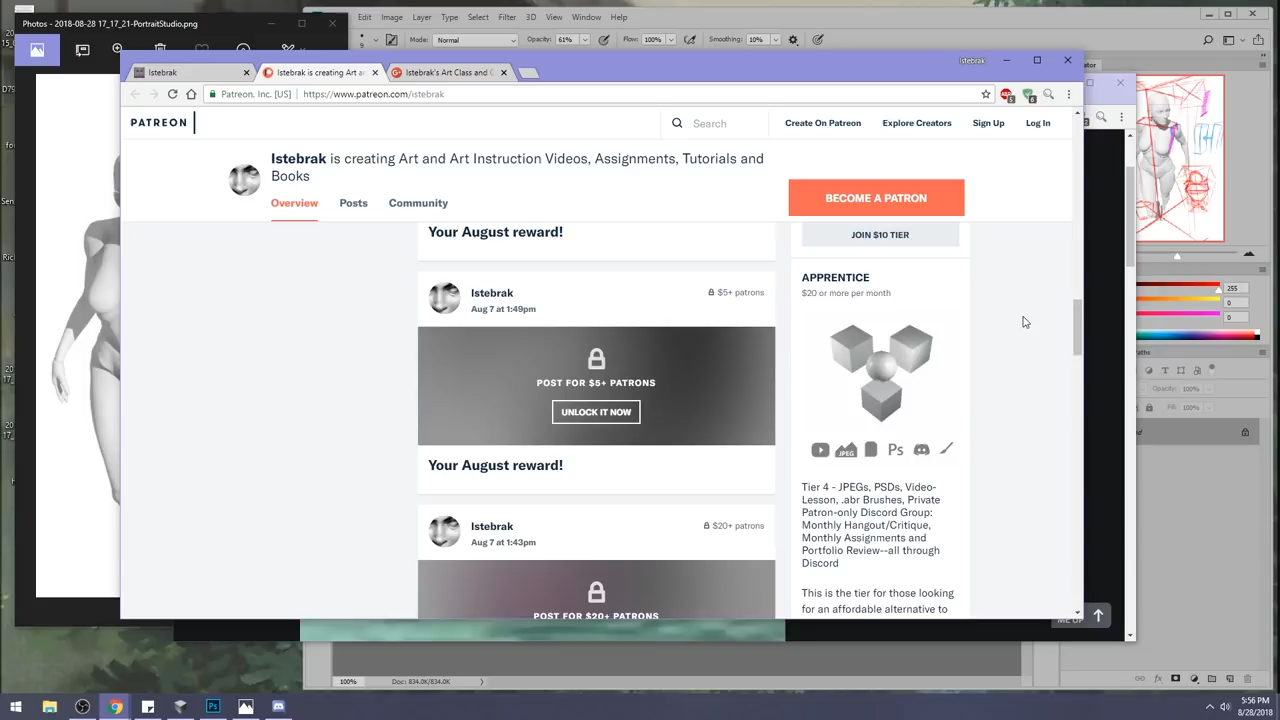 Photos - 2018-08-28 17_17_21-PortraitStudio.png
Edit Image Layer Type Select Filter 3D View Window Help
Mode: Normal Opacity: 61% Flow: 100% Smoothing: 10%
Istebrak
Istebrak Istebrak is creating Art an Istebrak's Art Class and C
Patreon, Inc. [US] https://www.patreon.com/istebrak
PATREON Search Create On Patreon Explore Creators Sign Up Log In
Istebrak is creating Art and Art Instruction Videos, Assignments, Tutorials and
Books
BECOME A PATRON
Overview Posts Community
Your August reward!
JOIN $10 TIER
Istebrak $5+ patrons
Aug 7 at 1:49pm
POST FOR $5+ PATRONS
UNLOCK IT NOW
Your August reward!
Istebrak $20+ patrons
Aug 7 at 1:43pm
POST FOR $20+ PATRONS
APPRENTICE
$20 or more per month
JPEG Ps
Tier 4 - JPEGs, PSDs, Video-
Lesson, .abr Brushes, Private
Patron-only Discord Group:
Monthly Hangout/Critique,
Monthly Assignments and
Portfolio Review--all through
Discord
This is the tier for those looking
for an affordable alternative to
255
0
0
Opacity: 100%
Fill: 100%
100% Doc: 834.0K/834.0K
Ps
5:56 PM
8/28/2018